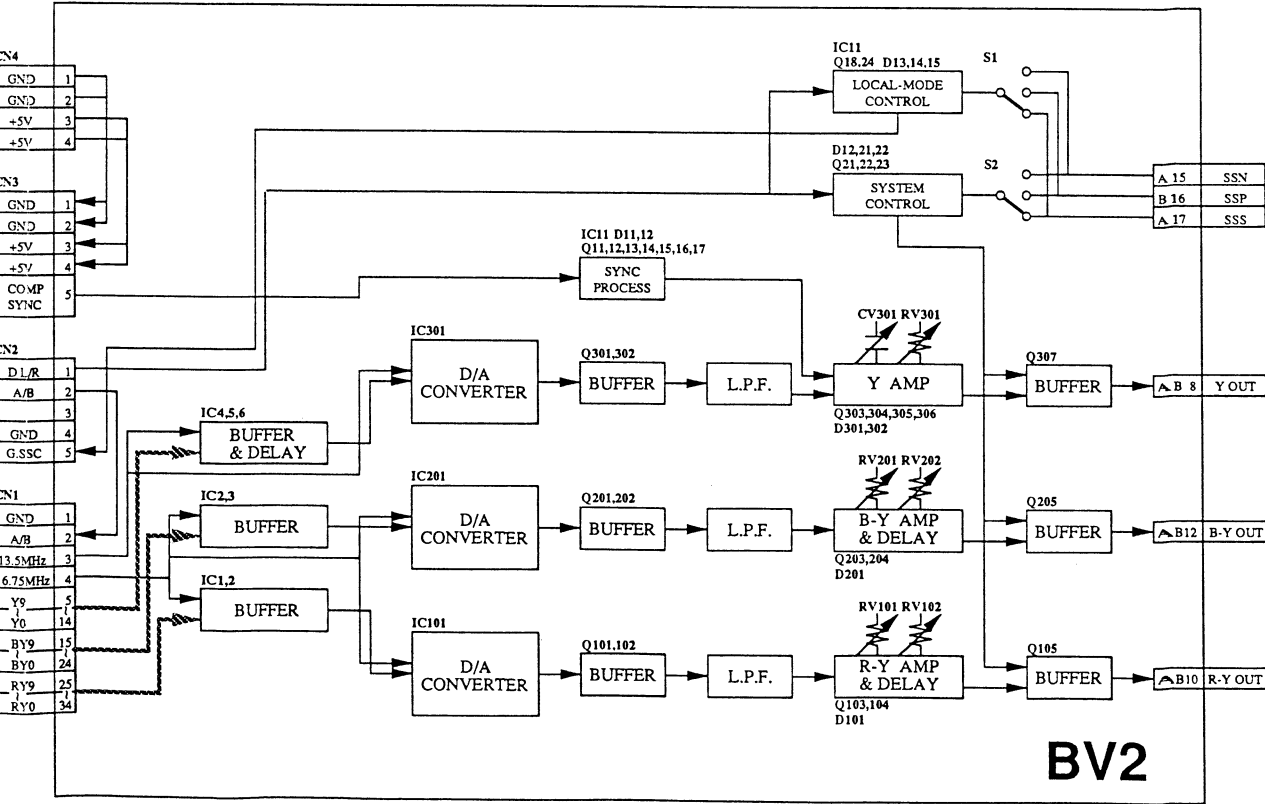 CN4
GND 1
GND 2
+5V 3
+5V 4
CN3
GND 1
GND 2
+5V 3
+5V 4
COMP
SYNC 5
CN2
D L/R 1
A/B 2
3
GND 4
G.SSC 5
CN1
GND 1
A/B 2
13.5MHz 3
6.75MHz 4
Y9 5
~ ~
Y0 14
BY9 15
~ ~
BY0 24
RY9 25
~ ~
RY0 34
IC11
Q18,24 D13,14,15
LOCAL-MODE
CONTROL
S1
D12,21,22
Q21,22,23
SYSTEM
CONTROL
S2
A 15 SSN
B 16 SSP
A 17 SSS
IC11 D11,12
Q11,12,13,14,15,16,17
SYNC
PROCESS
IC4,5,6
BUFFER
& DELAY
IC301
D/A
CONVERTER
Q301,302
BUFFER
L.P.F.
CV301 RV301
Y AMP
Q303,304,305,306
D301,302
Q307
BUFFER
A B 8 Y OUT
IC2,3
BUFFER
IC201
D/A
CONVERTER
Q201,202
BUFFER
L.P.F.
RV201 RV202
B-Y AMP
& DELAY
Q203,204
D201
Q205
BUFFER
A B12 B-Y OUT
IC1,2
BUFFER
IC101
D/A
CONVERTER
Q101,102
BUFFER
L.P.F.
RV101 RV102
R-Y AMP
& DELAY
Q103,104
D101
Q105
BUFFER
A B10 R-Y OUT
BV2